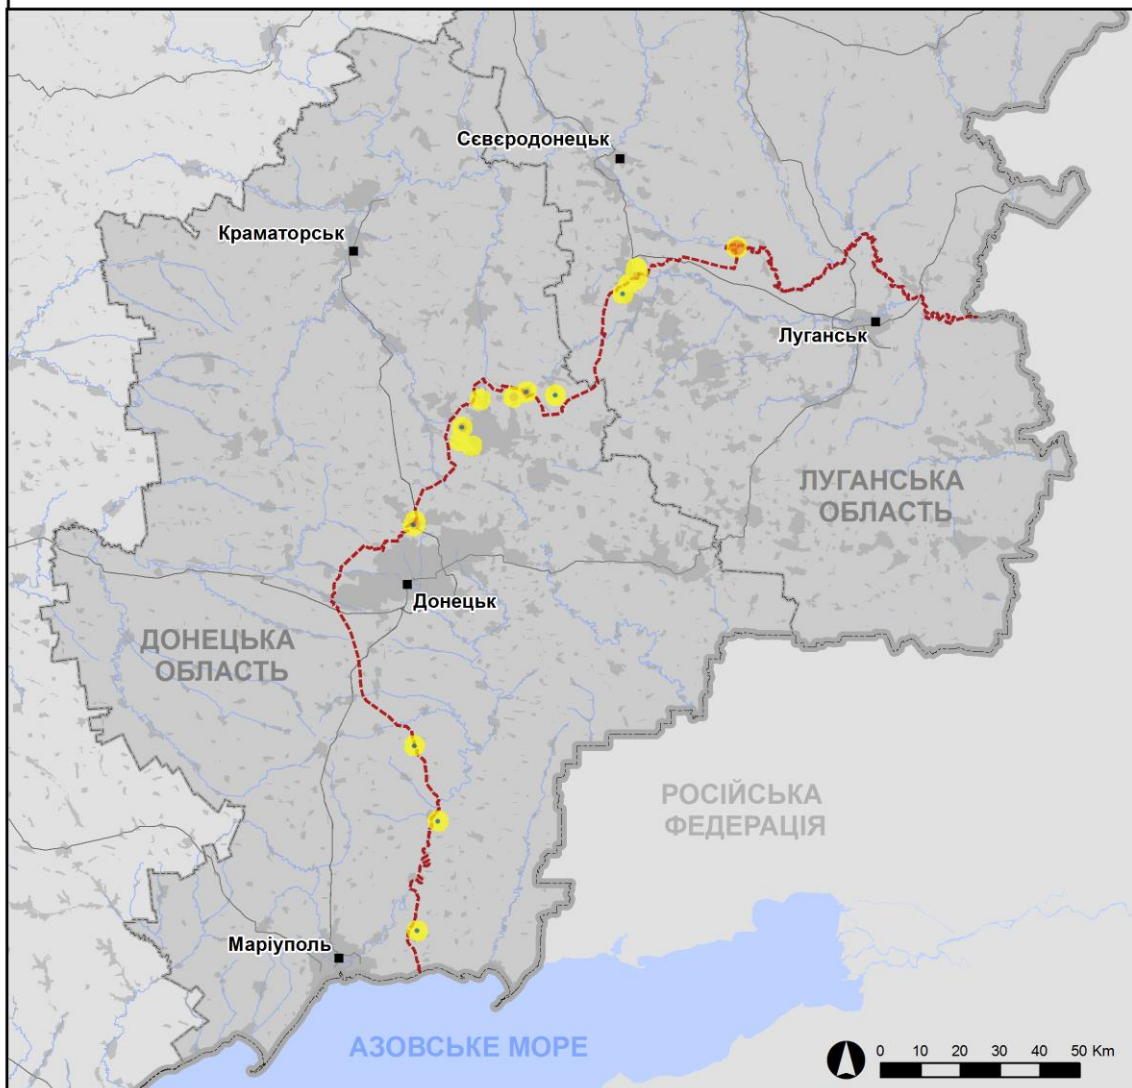 Сєвєродонецьк
Краматорськ
Луганськ
ЛУГАНСЬКА
ОБЛАСТЬ
Донецьк
ДОНЕЦЬКА
ОБЛАСТЬ
РОСІЙСЬКА
ФЕДЕРАЦІЯ
Маріуполь
АЗОВСЬКЕ МОРЕ
0 10 20 30 40 50 Km